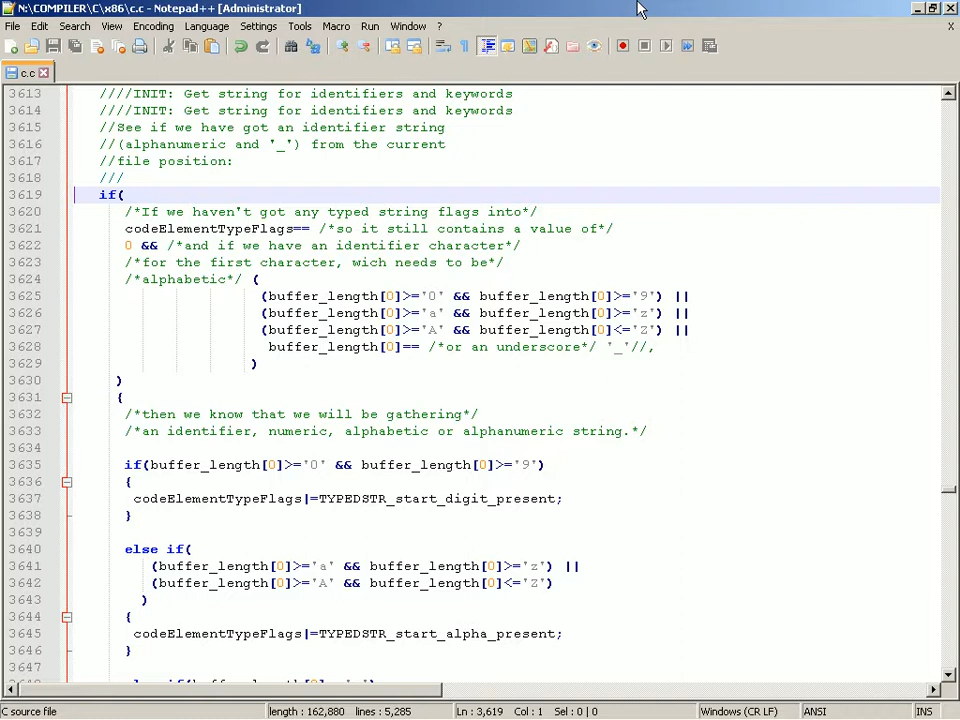 N:\COMPILER\C\x86\c.c - Notepad++ [Administrator]
File Edit Search View Encoding Language Settings Tools Macro Run Window ? X
c.c
3613 ////INIT: Get string for identifiers and keywords
3614 ////INIT: Get string for identifiers and keywords
3615 //See if we have got an identifier string
3616 //(alphanumeric and '_') from the current
3617 //file position:
3618 ///
3619 if(
3620 /*If we haven't got any typed string flags into*/
3621 codeElementTypeFlags== /*so it still contains a value of*/
3622 0 && /*and if we have an identifier character*/
3623 /*for the first character, wich needs to be*/
3624 /*alphabetic*/ (
3625 (buffer_length[0]>='0' && buffer_length[0]>='9') ||
3626 (buffer_length[0]>='a' && buffer_length[0]>='z') ||
3627 (buffer_length[0]>='A' && buffer_length[0]<='Z') ||
3628 buffer_length[0]== /*or an underscore*/ '_'//,
3629 )
3630 )
3631 {
3632 /*then we know that we will be gathering*/
3633 /*an identifier, numeric, alphabetic or alphanumeric string.*/
3634
3635 if(buffer_length[0]>='0' && buffer_length[0]>='9')
3636 {
3637 codeElementTypeFlags|=TYPEDSTR_start_digit_present;
3638 }
3639
3640 else if(
3641 (buffer_length[0]>='a' && buffer_length[0]>='z') ||
3642 (buffer_length[0]>='A' && buffer_length[0]<='Z')
3643 )
3644 {
3645 codeElementTypeFlags|=TYPEDSTR_start_alpha_present;
3646 }
3647
C source file length : 162,880 lines : 5,285 Ln : 3,619 Col : 1 Sel : 0 | 0 Windows (CR LF) ANSI INS